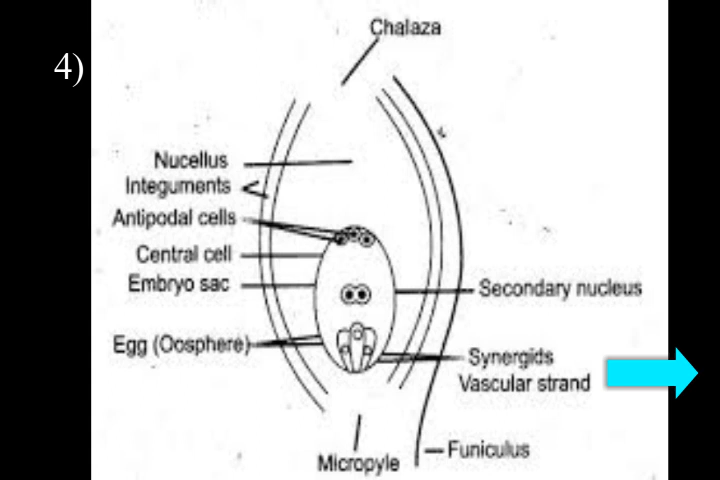 Chalaza
4)
Nucellus
Integuments
Antipodal cells
Central cell
Embryo sac
Secondary nucleus
Egg (Oosphere)
Synergids
Vascular strand
Funiculus
Micropyle